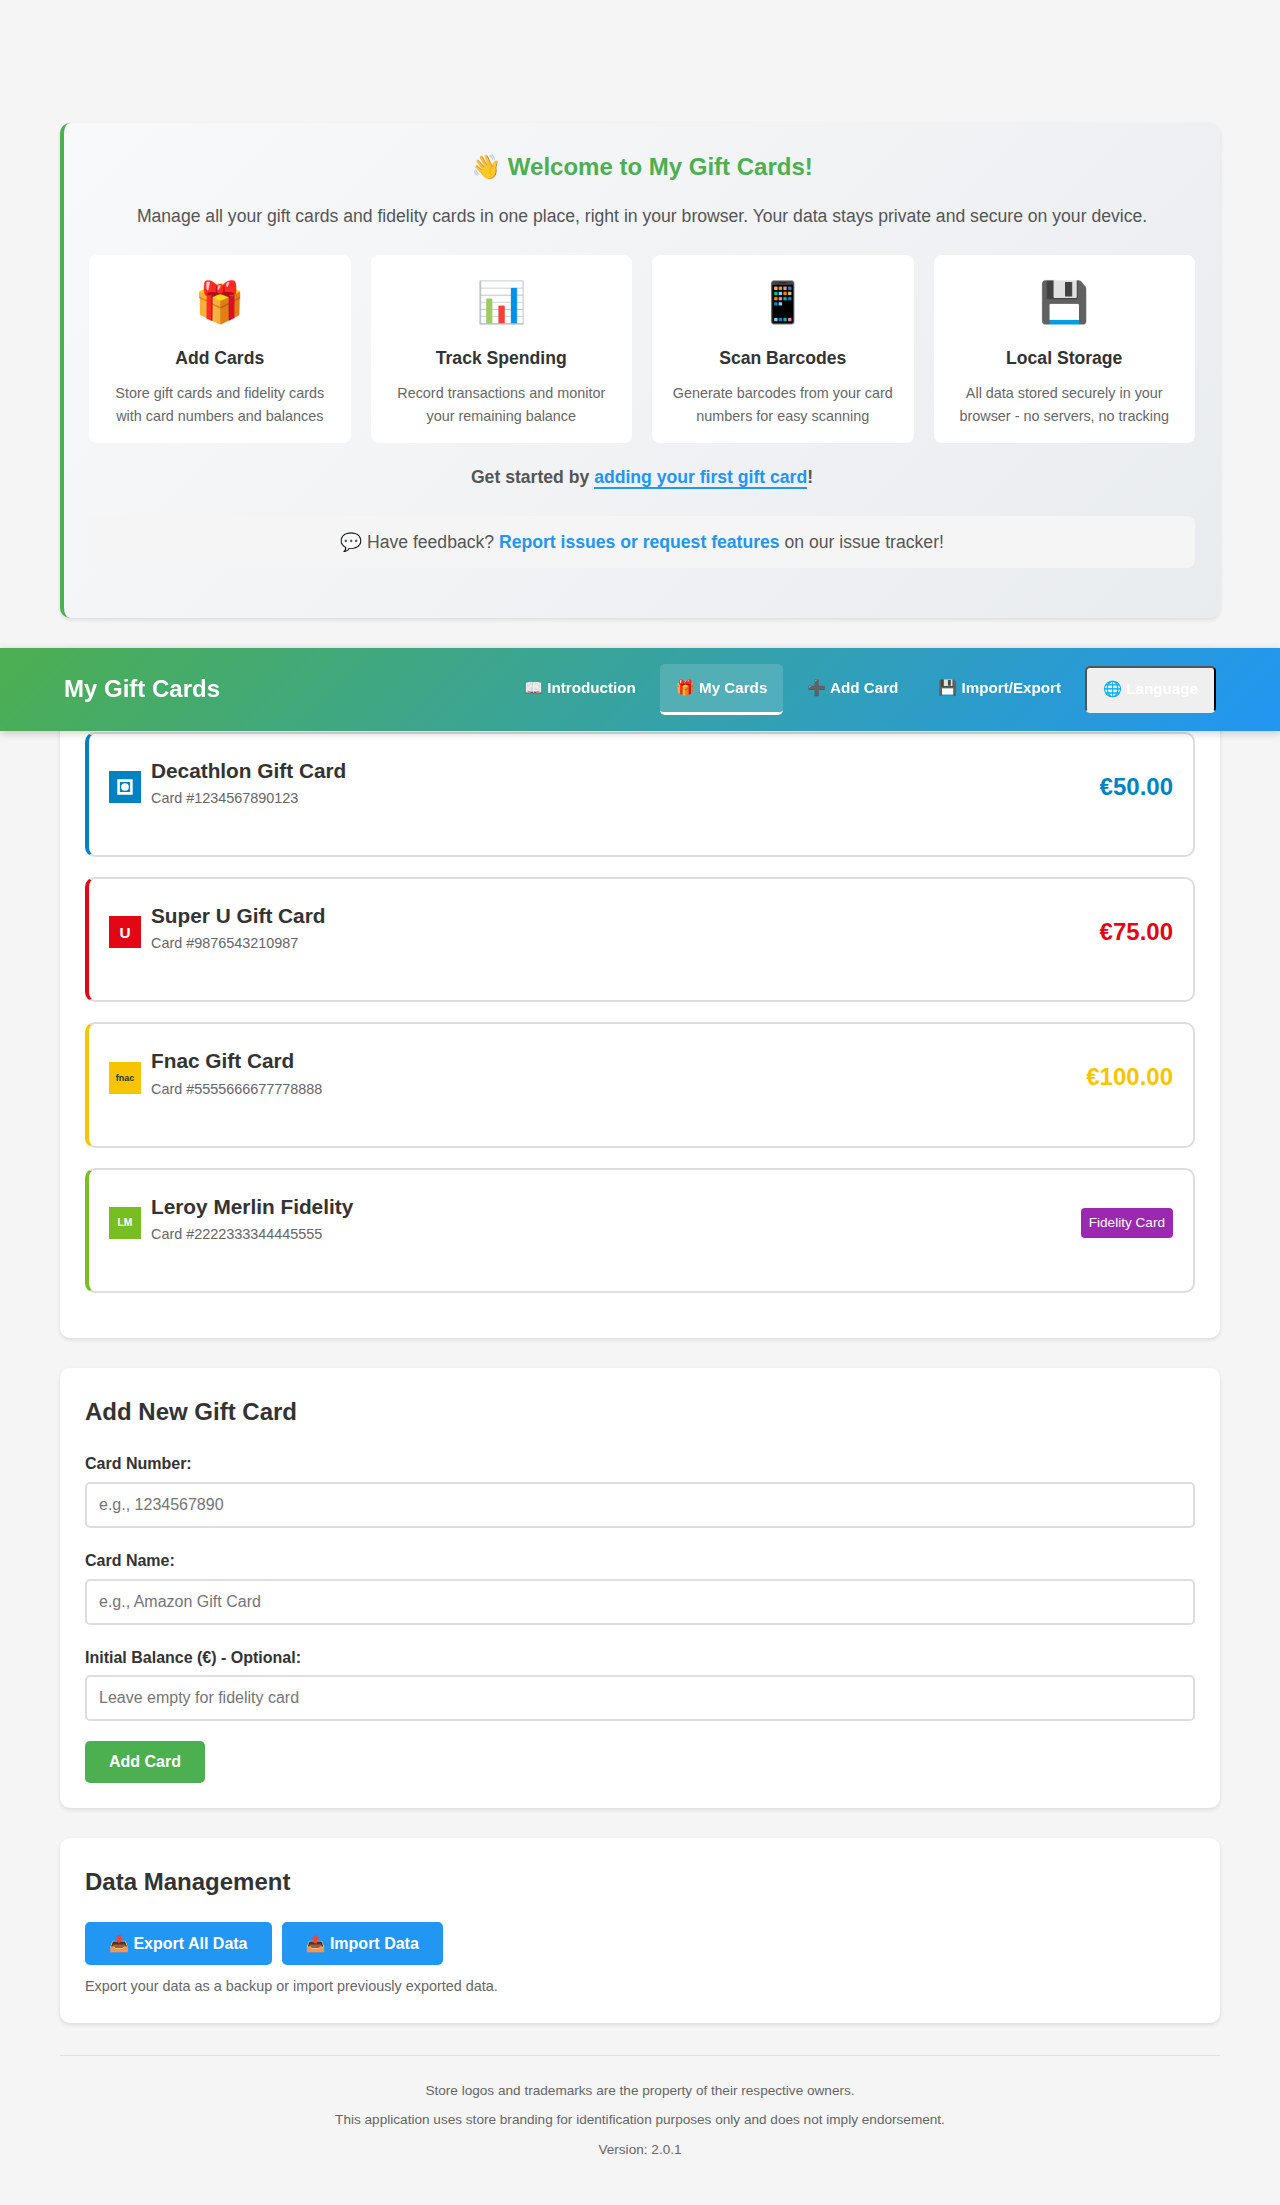 👋 Welcome to My Gift Cards!
Manage all your gift cards and fidelity cards in one place, right in your browser. Your data stays private and secure on your device.
Add Cards
Store gift cards and fidelity cards
with card numbers and balances
Track Spending
Record transactions and monitor
your remaining balance
Scan Barcodes
Generate barcodes from your card
numbers for easy scanning
Local Storage
All data stored securely in your
browser - no servers, no tracking
Get started by adding your first gift card!
💬 Have feedback? Report issues or request features on our issue tracker!
My Gift Cards
📖 Introduction
🎁 My Cards
➕ Add Card
💾 Import/Export
🌐 Language
Decathlon Gift Card
Card #1234567890123
€50.00
U
Super U Gift Card
Card #9876543210987
€75.00
fnac
Fnac Gift Card
Card #5555666677778888
€100.00
LM
Leroy Merlin Fidelity
Card #2222333344445555
Fidelity Card
Add New Gift Card
Card Number:
e.g., 1234567890
Card Name:
e.g., Amazon Gift Card
Initial Balance (€) - Optional:
Leave empty for fidelity card
Add Card
Data Management
📥 Export All Data
📤 Import Data
Export your data as a backup or import previously exported data.
Store logos and trademarks are the property of their respective owners.
This application uses store branding for identification purposes only and does not imply endorsement.
Version: 2.0.1